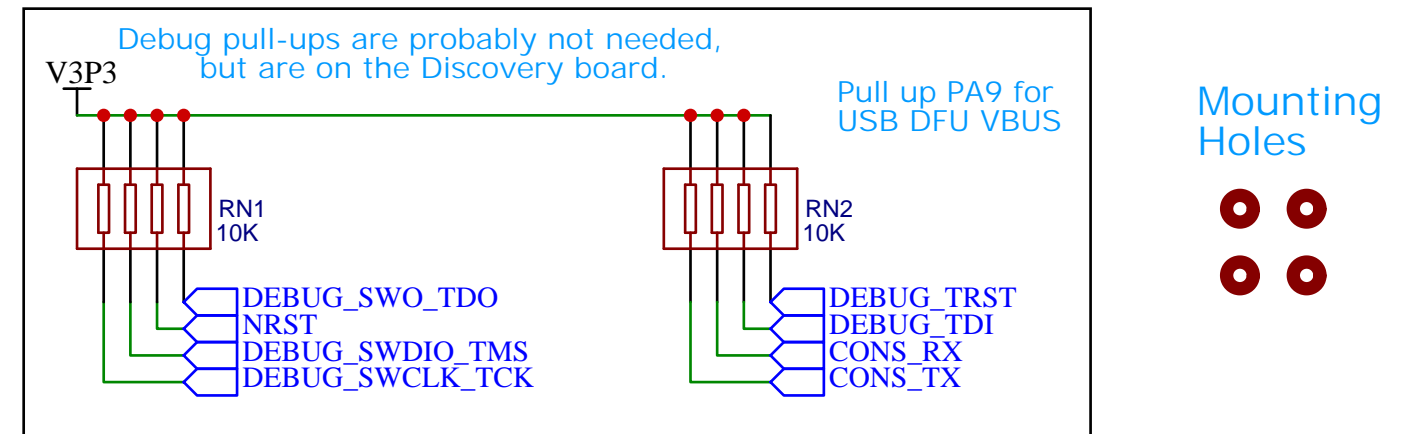 Debug pull-ups are probably not needed,
but are on the Discovery board.
V3P3
Pull up PA9 for
USB DFU VBUS
RN1
10K
DEBUG_SWO_TDO
NRST
DEBUG_SWDIO_TMS
DEBUG_SWCLK_TCK
RN2
10K
DEBUG_TRST
DEBUG_TDI
CONS_RX
CONS_TX
Mounting
Holes